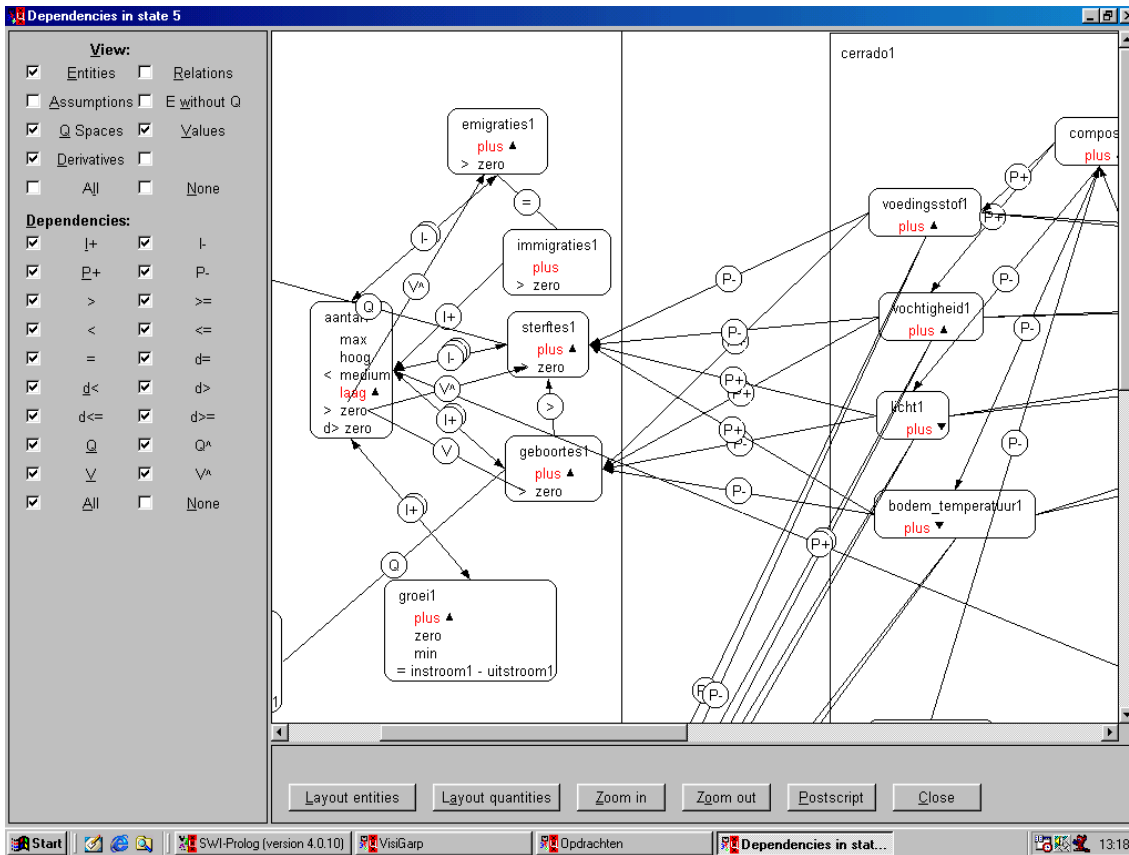 Dependencies in state 5
View:
Entities Relations
Assumptions E without Q
Q Spaces Values
Derivatives
All None
Dependencies:
I+ I-
P+ P-
> >=
< <=
= d=
d< d>
d<= d>=
Q Q^
V V^
All None
cerrado1
emigraties1
plus
> zero
=
I-
V^
immigraties1
plus
> zero
Q
I+
max
hoog
< medium
laag
> zero
d> zero
sterftes1
plus
> zero
I-
V^
I+
V
>
geboortes1
plus
> zero
I+
Q
groei1
plus
zero
min
= instroom1 - uitstroom1
1
compos
plus
P+
P+
voedingsstof1
plus
P-
P-
vochtigheid1
plus
P-
P-
P+
P+
licht1
plus
P+
P-
P-
P-
bodem_temperatuur1
plus
P+
P-
Layout entities Layout quantities Zoom in Zoom out Postscript Close
Start SWI-Prolog (version 4.0.10) VisiGarp Opdrachten Dependencies in stat... 13:18